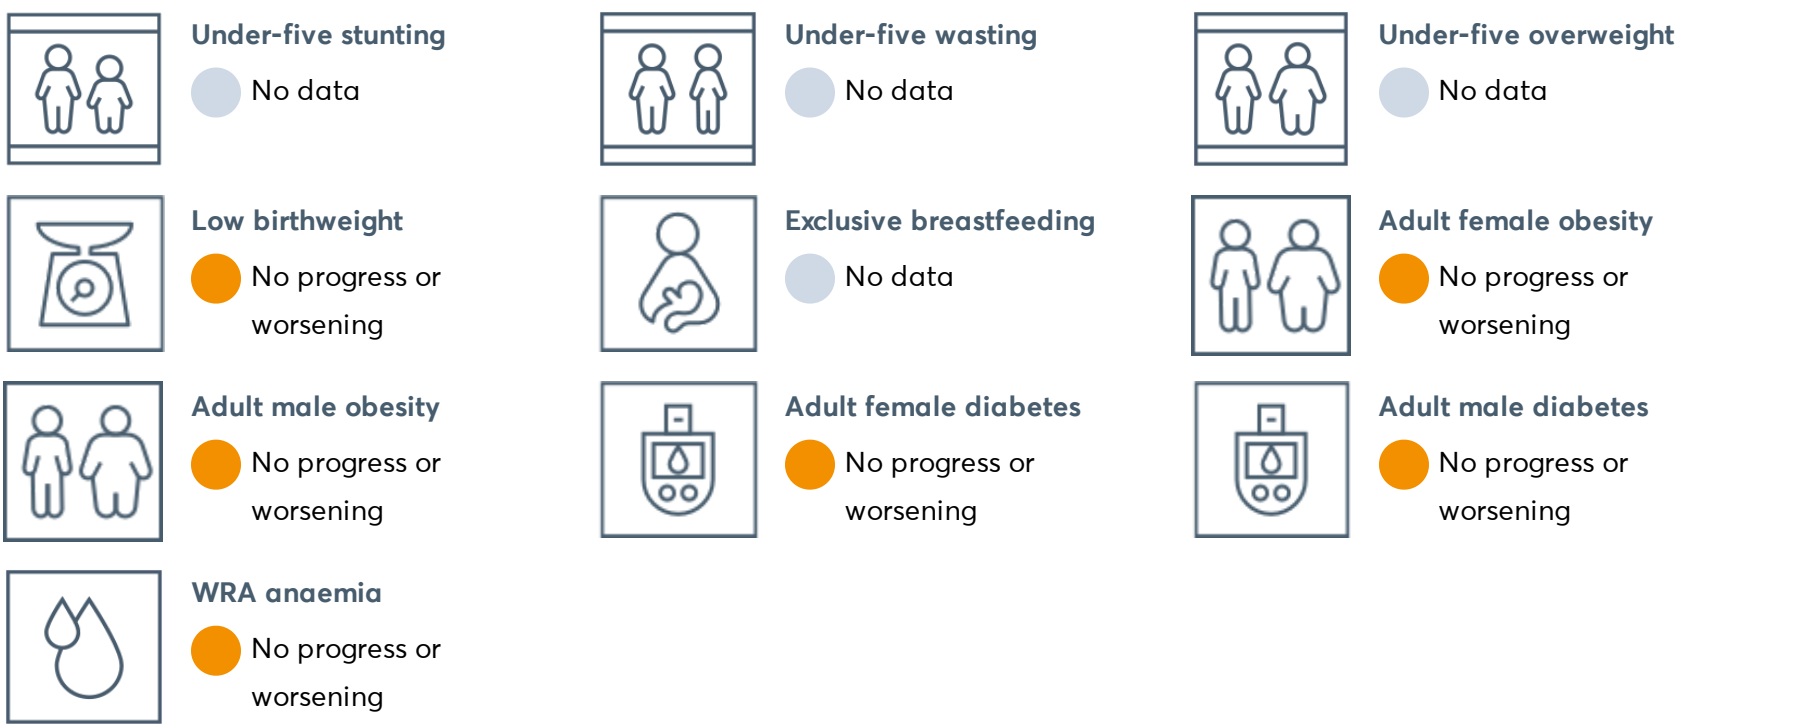 Under-five stunting
No data
Under-five wasting
No data
Under-five overweight
No data
Low birthweight
No progress or
worsening
Exclusive breastfeeding
No data
Adult female obesity
No progress or
worsening
Adult male obesity
No progress or
worsening
Adult female diabetes
No progress or
worsening
Adult male diabetes
No progress or
worsening
WRA anaemia
No progress or
worsening